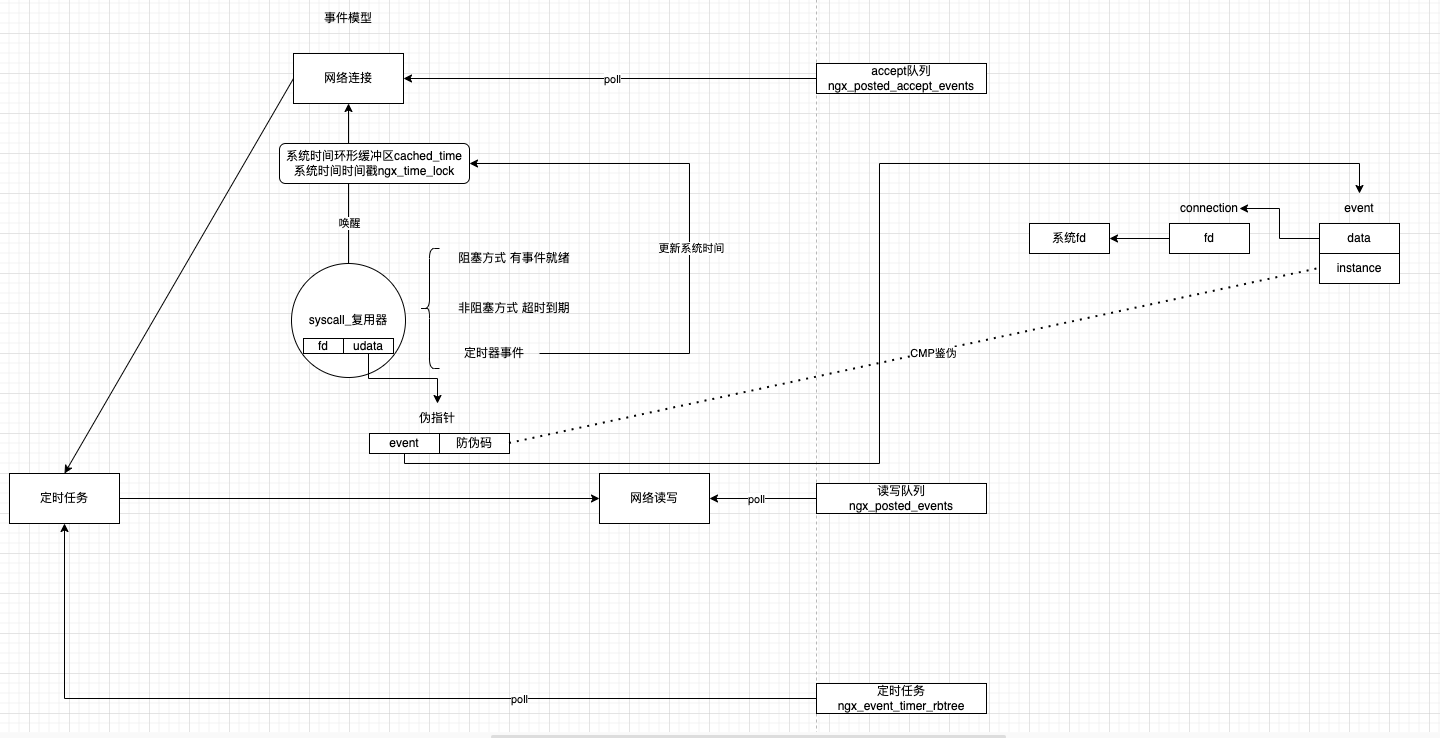 事件模型
网络连接
poll
accept队列
ngx_posted_accept_events
系统时间环形缓冲区cached_time
系统时间时间戳ngx_time_lock
唤醒
更新系统时间
connection
event
系统fd
fd
data
instance
阻塞方式 有事件就绪
非阻塞方式 超时到期
定时器事件
syscall_复用器
fd
udata
CMP鉴伪
伪指针
event
防伪码
定时任务
网络读写
poll
读写队列
ngx_posted_events
poll
定时任务
ngx_event_timer_rbtree